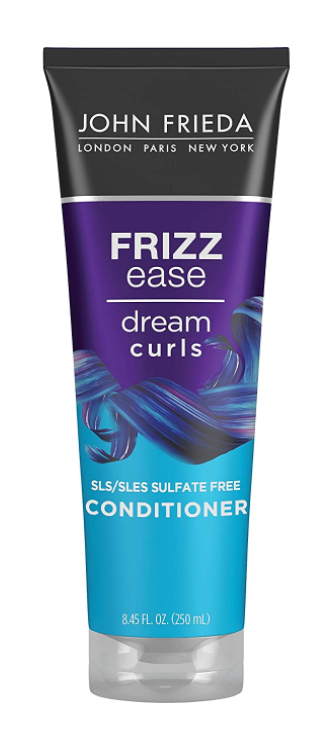 JOHN FRIEDA
LONDON PARIS NEW YORK
FRIZZ
ease
dream
curls
SLS/SLES SULFATE FREE
CONDITIONER
8.45 FL. OZ. (250 mL)